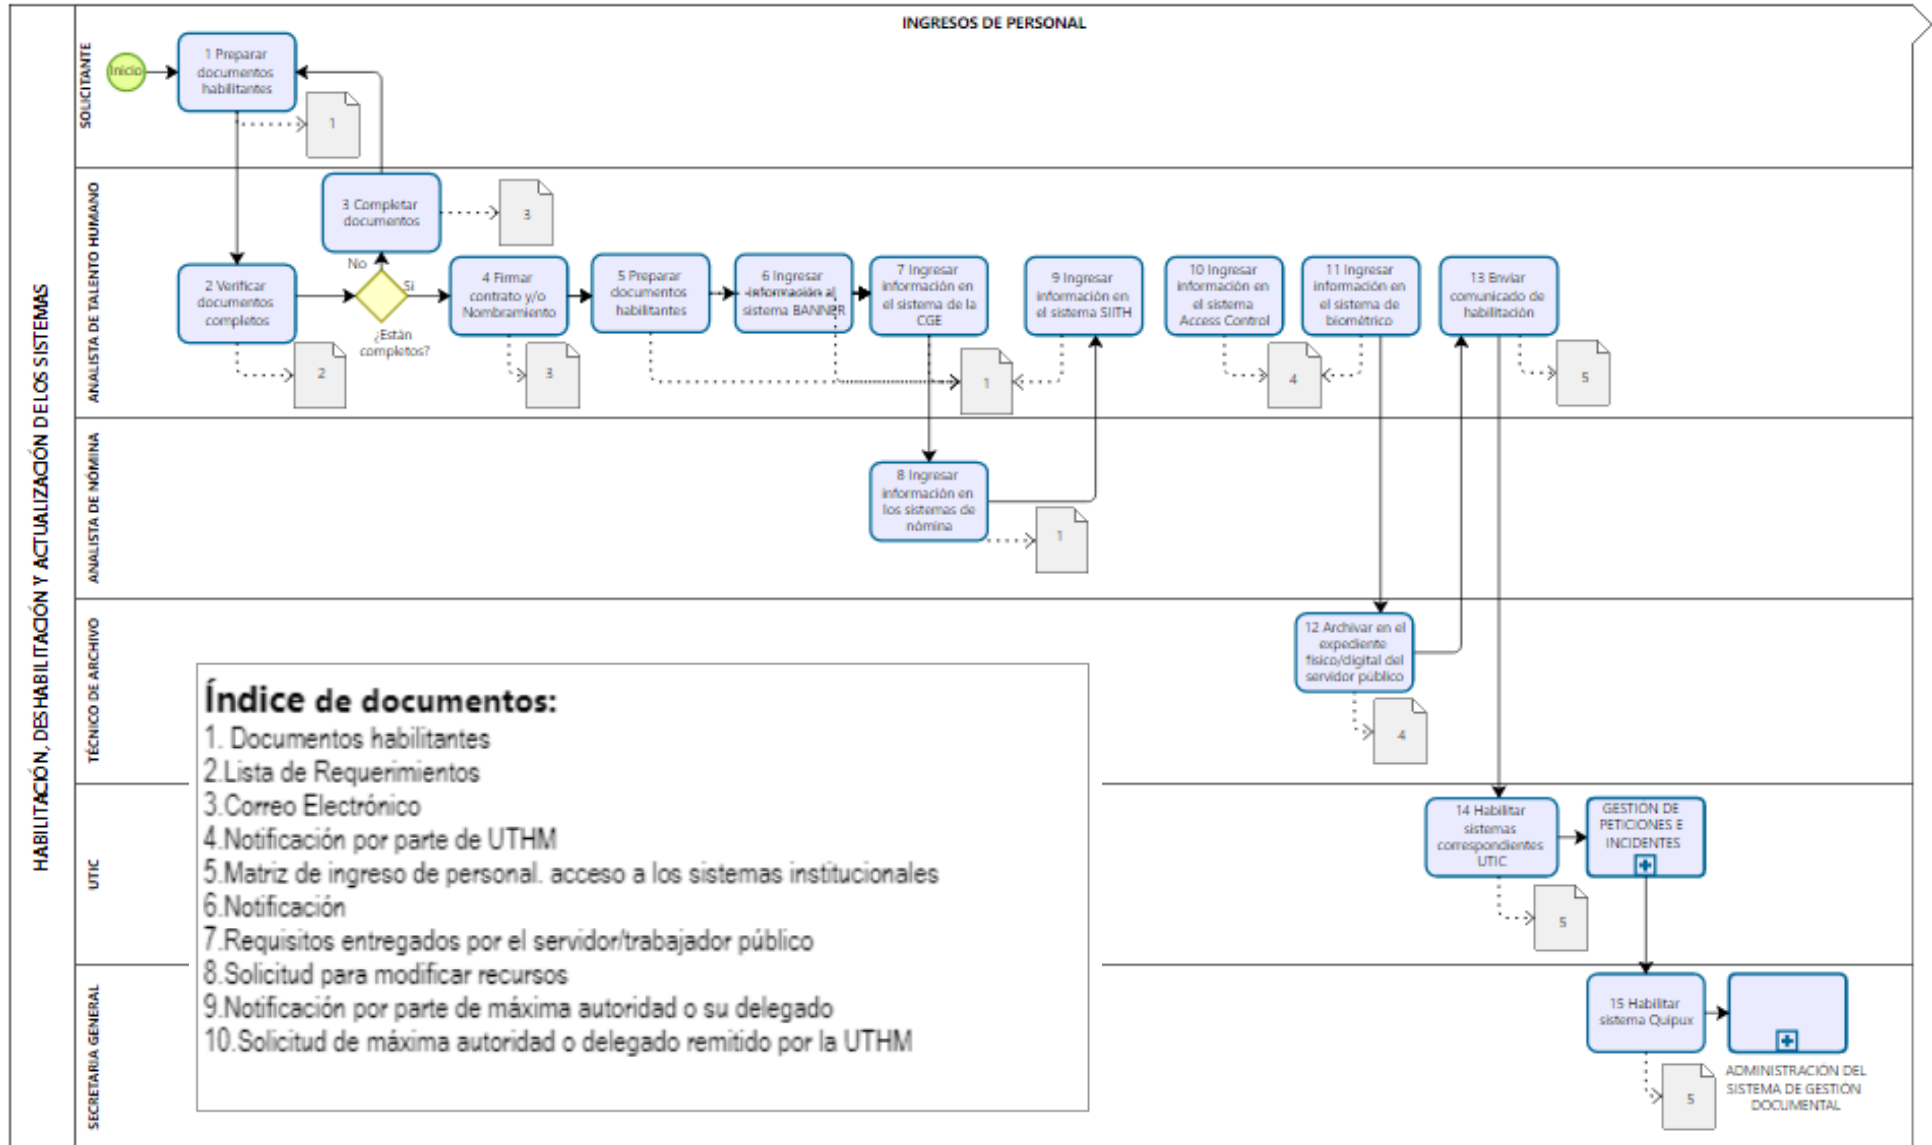 INGRESOS DE PERSONAL
HABILITACIÓN, DESHABILITACIÓN Y ACTUALIZACIÓN DE LOS SISTEMAS
SOLICITANTE
Inicio
1 Preparar
documentos
habilitantes
1
ANALISTA DE TALENTO HUMANO
3 Completar
documentos
3
2 Verificar
documentos
completos
2
No
Si
¿Están
completos?
4 Firmar
contrato y/o
Nombramiento
3
5 Preparar
documentos
habilitantes
6 Ingresar
información al
sistema BANNER
7 Ingresar
información en
el sistema de la
CGE
1
9 Ingresar
información en
el sistema SIITH
10 Ingresar
información en
el sistema
Access Control
4
11 Ingresar
información en
el sistema de
biométrico
13 Enviar
comunicado de
habilitación
5
ANALISTA DE NÓMINA
8 Ingresar
información en
los sistemas de
nómina
1
TÉCNICO DE ARCHIVO
12 Archivar en el
expediente
físico/digital del
servidor público
4
UTIC
14 Habilitar
sistemas
correspondientes
UTIC
5
GESTIÓN DE
PETICIONES E
INCIDENTES
SECRETARIA GENERAL
15 Habilitar
sistema Quipux
5
ADMINISTRACIÓN DEL
SISTEMA DE GESTIÓN
DOCUMENTAL
Índice de documentos:
1. Documentos habilitantes
2.Lista de Requerimientos
3.Correo Electrónico
4.Notificación por parte de UTHM
5.Matriz de ingreso de personal. acceso a los sistemas institucionales
6.Notificación
7.Requisitos entregados por el servidor/trabajador público
8.Solicitud para modificar recursos
9.Notificación por parte de máxima autoridad o su delegado
10.Solicitud de máxima autoridad o delegado remitido por la UTHM